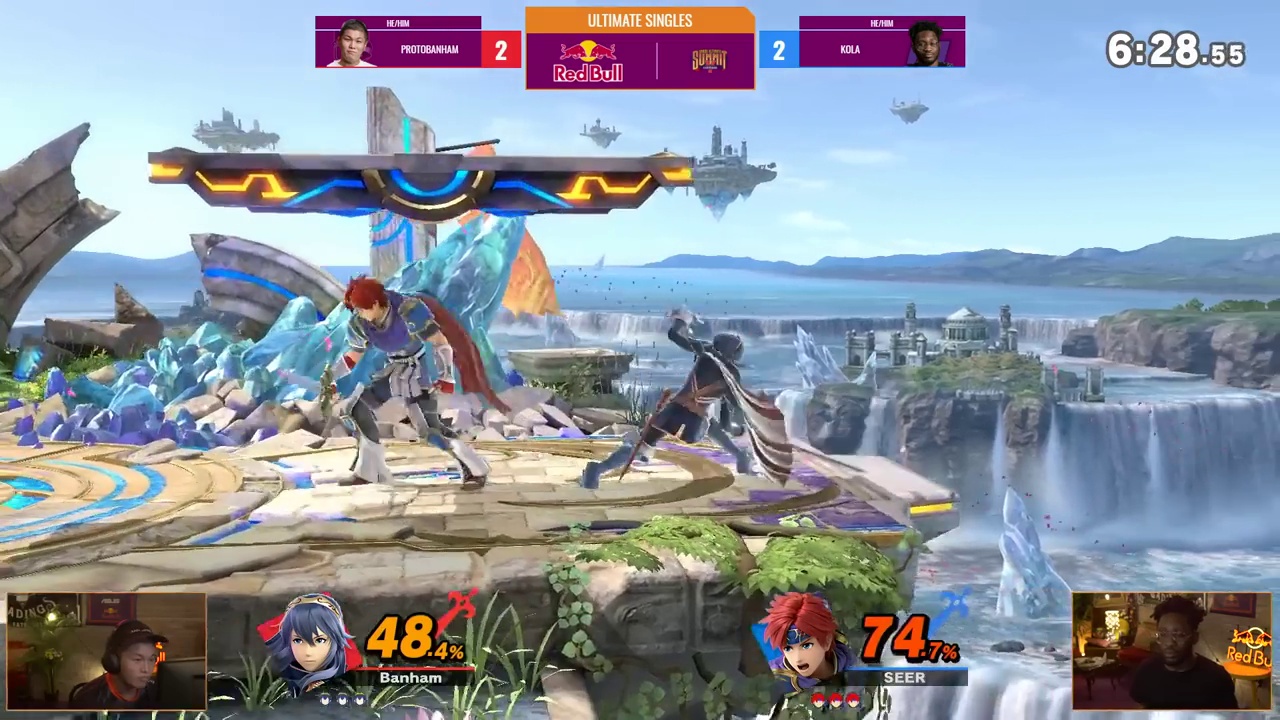 HE/HIM
PROTOBANHAM
2
ULTIMATE SINGLES
Red Bull
SUMMIT
2
HE/HIM
KOLA
6:28.55
48.4%
Banham
74.7%
SEER
Red Bu